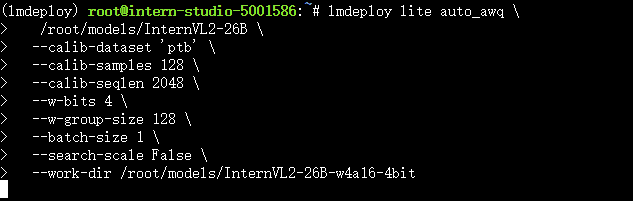 (lmdeploy) root@intern-studio-5001586:~# lmdeploy lite auto_awq \
>    /root/models/InternVL2-26B \
>   --calib-dataset 'ptb' \
>   --calib-samples 128 \
>   --calib-seqlen 2048 \
>   --w-bits 4 \
>   --w-group-size 128 \
>   --batch-size 1 \
>   --search-scale False \
>   --work-dir /root/models/InternVL2-26B-w4a16-4bit